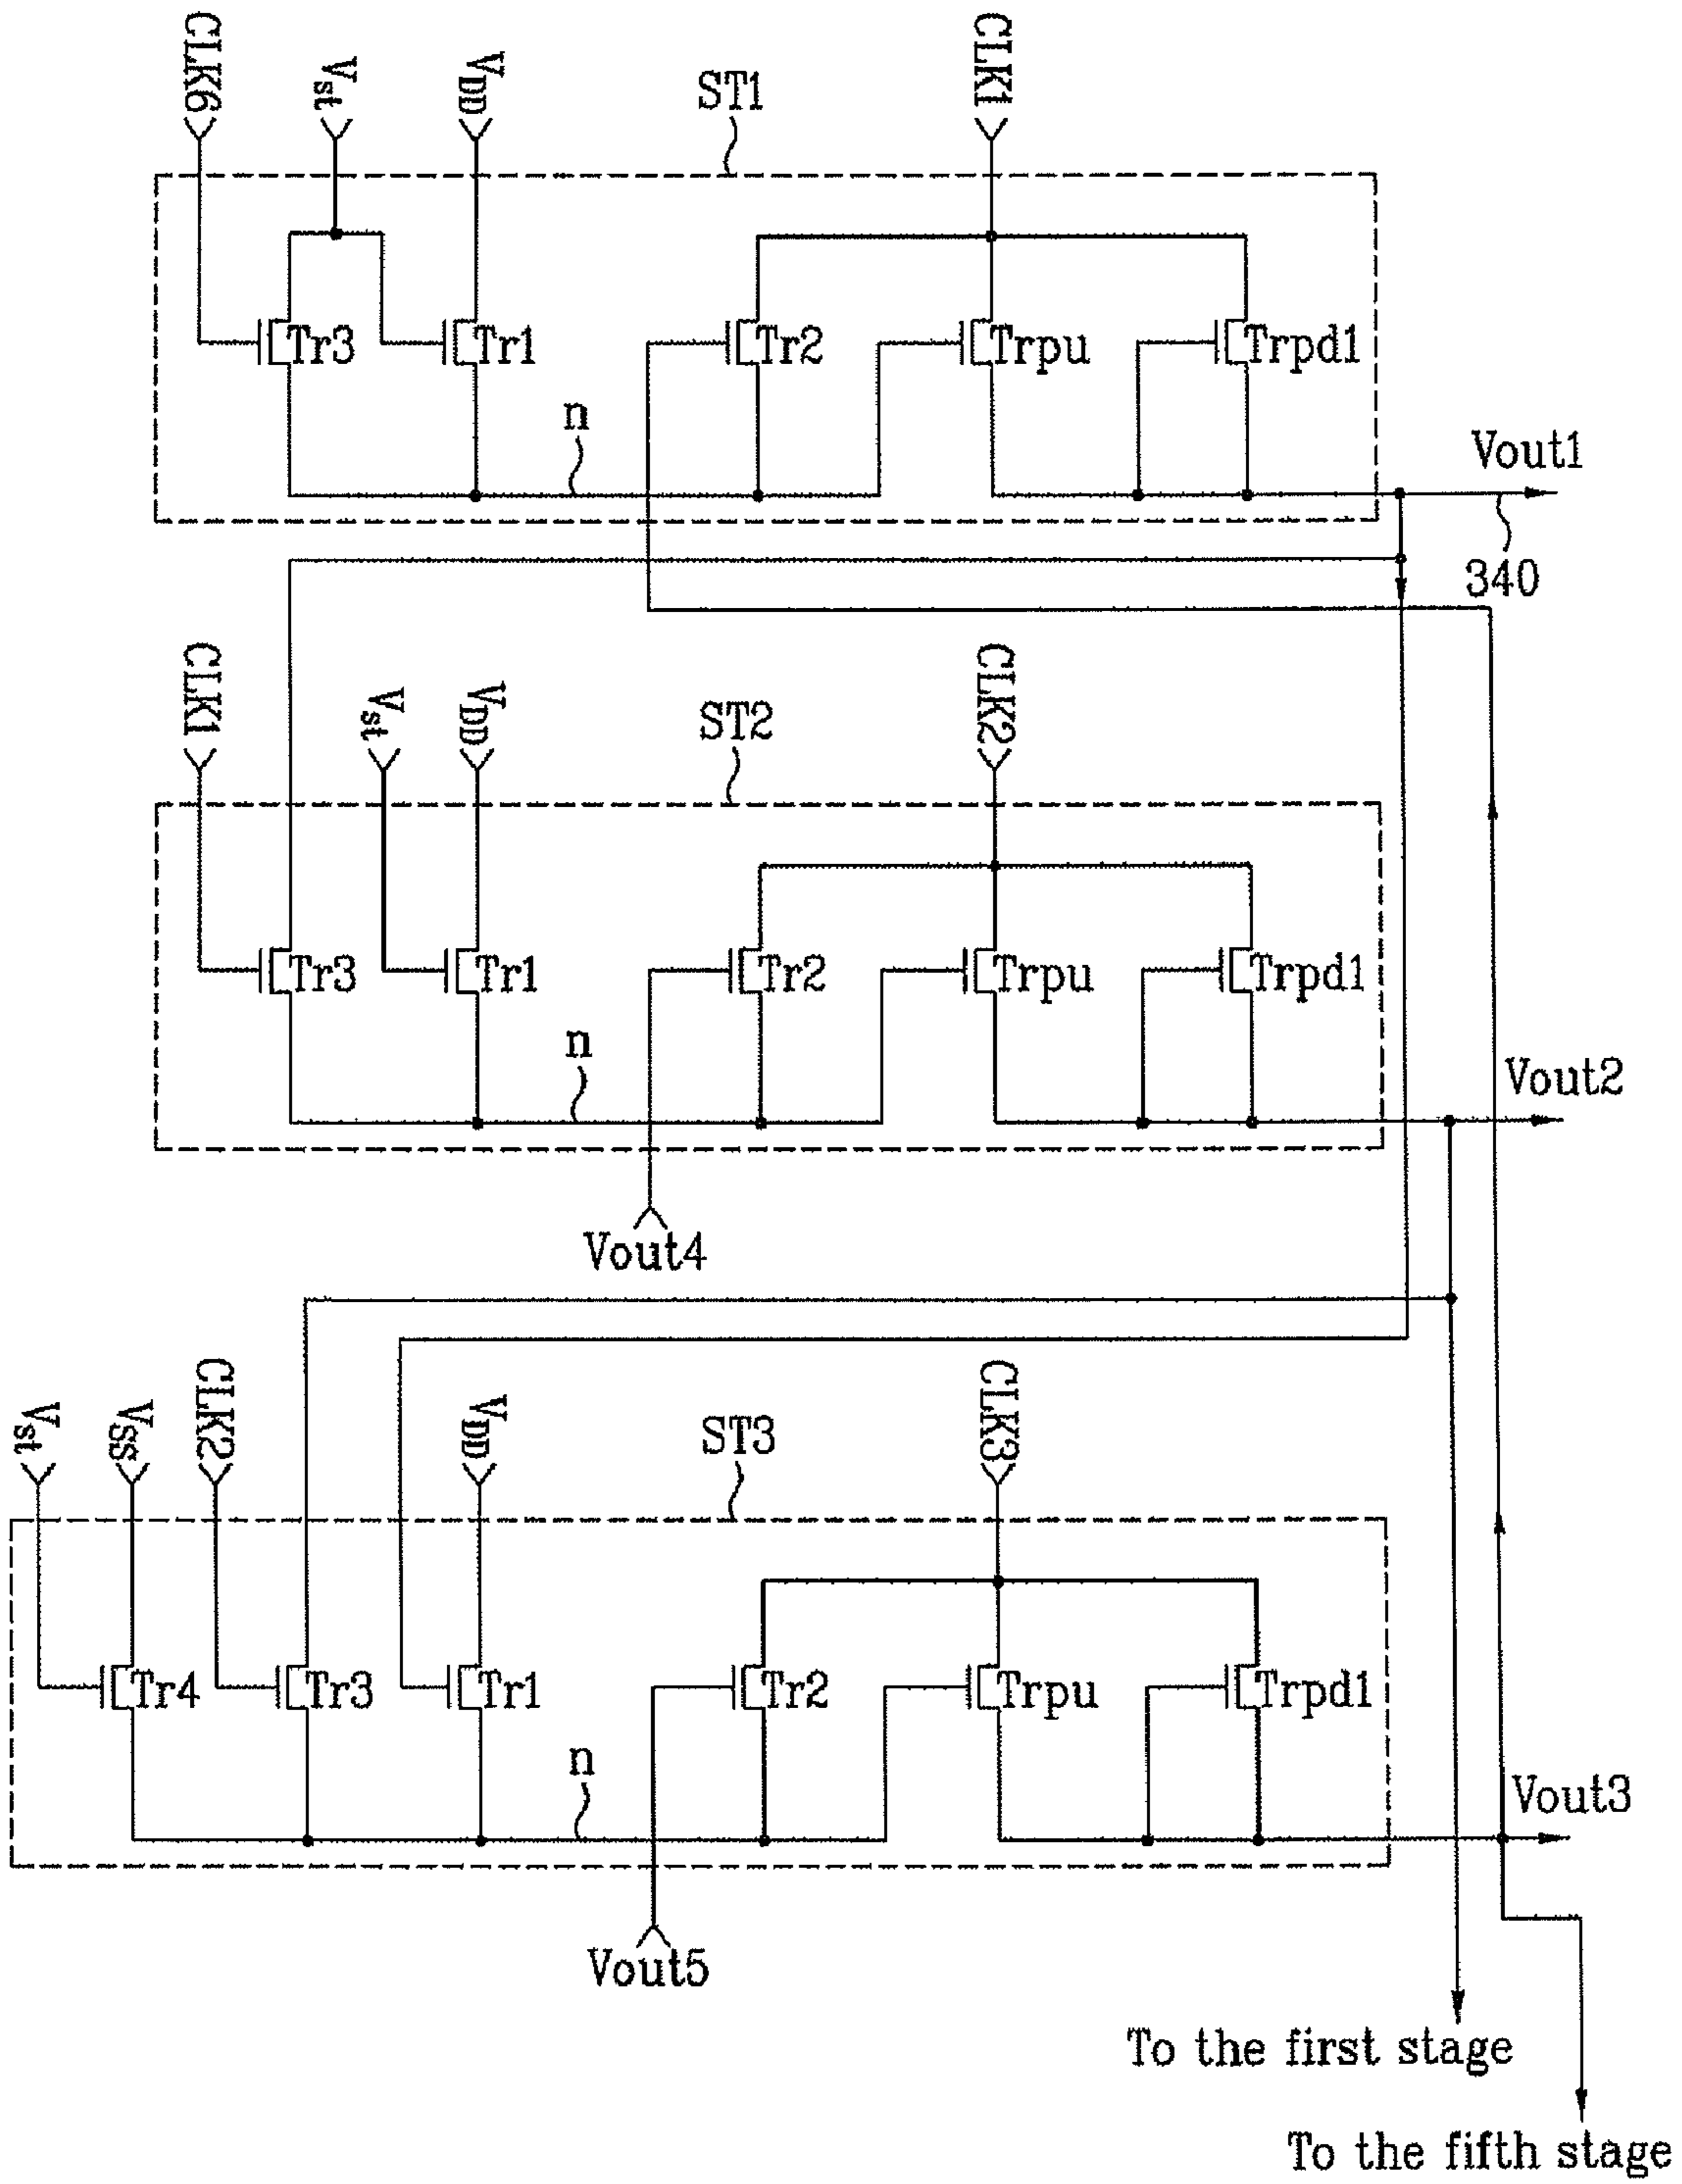 CLK6
Vst
VDD
ST1
CLK1
Tr3
Tr1
Tr2
Trpu
Trpd1
n
Vout1
340
CLK1
Vst
VDD
ST2
CLK2
Tr3
Tr1
Tr2
Trpu
Trpd1
n
Vout2
Vout4
Vst
VSS
CLK2
VDD
ST3
CLK3
Tr4
Tr3
Tr1
Tr2
Trpu
Trpd1
n
Vout3
Vout5
To the first stage
To the fifth stage